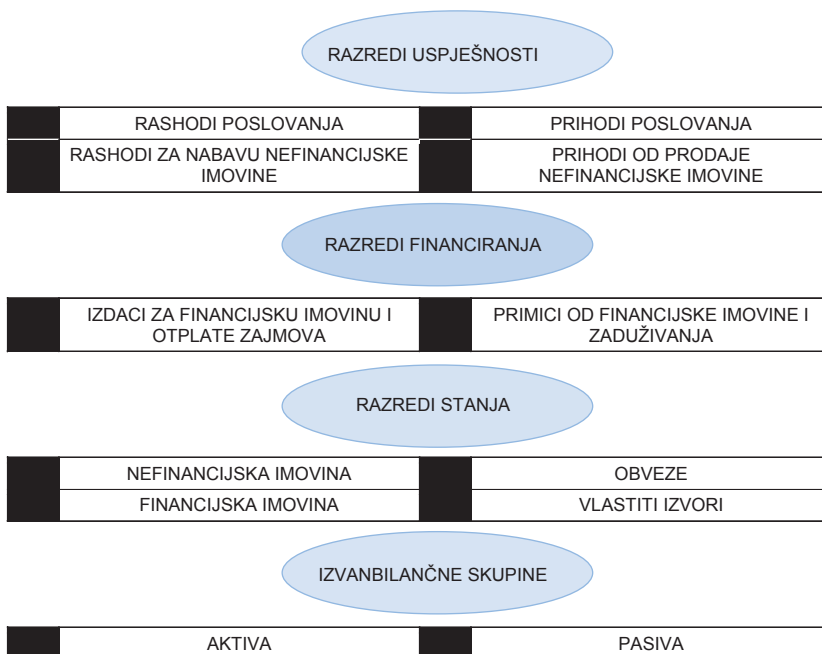 RAZREDI USPJEŠNOSTI
RASHODI POSLOVANJA
PRIHODI POSLOVANJA
RASHODI ZA NABAVU NEFINANCIJSKE
IMOVINE
PRIHODI OD PRODAJE
NEFINANCIJSKE IMOVINE
RAZREDI FINANCIRANJA
IZDACI ZA FINANCIJSKU IMOVINU I
OTPLATE ZAJMOVA
PRIMICI OD FINANCIJSKE IMOVINE I
ZADUŽIVANJA
RAZREDI STANJA
NEFINANCIJSKA IMOVINA
OBVEZE
FINANCIJSKA IMOVINA
VLASTITI IZVORI
IZVANBILANČNE SKUPINE
AKTIVA
PASIVA